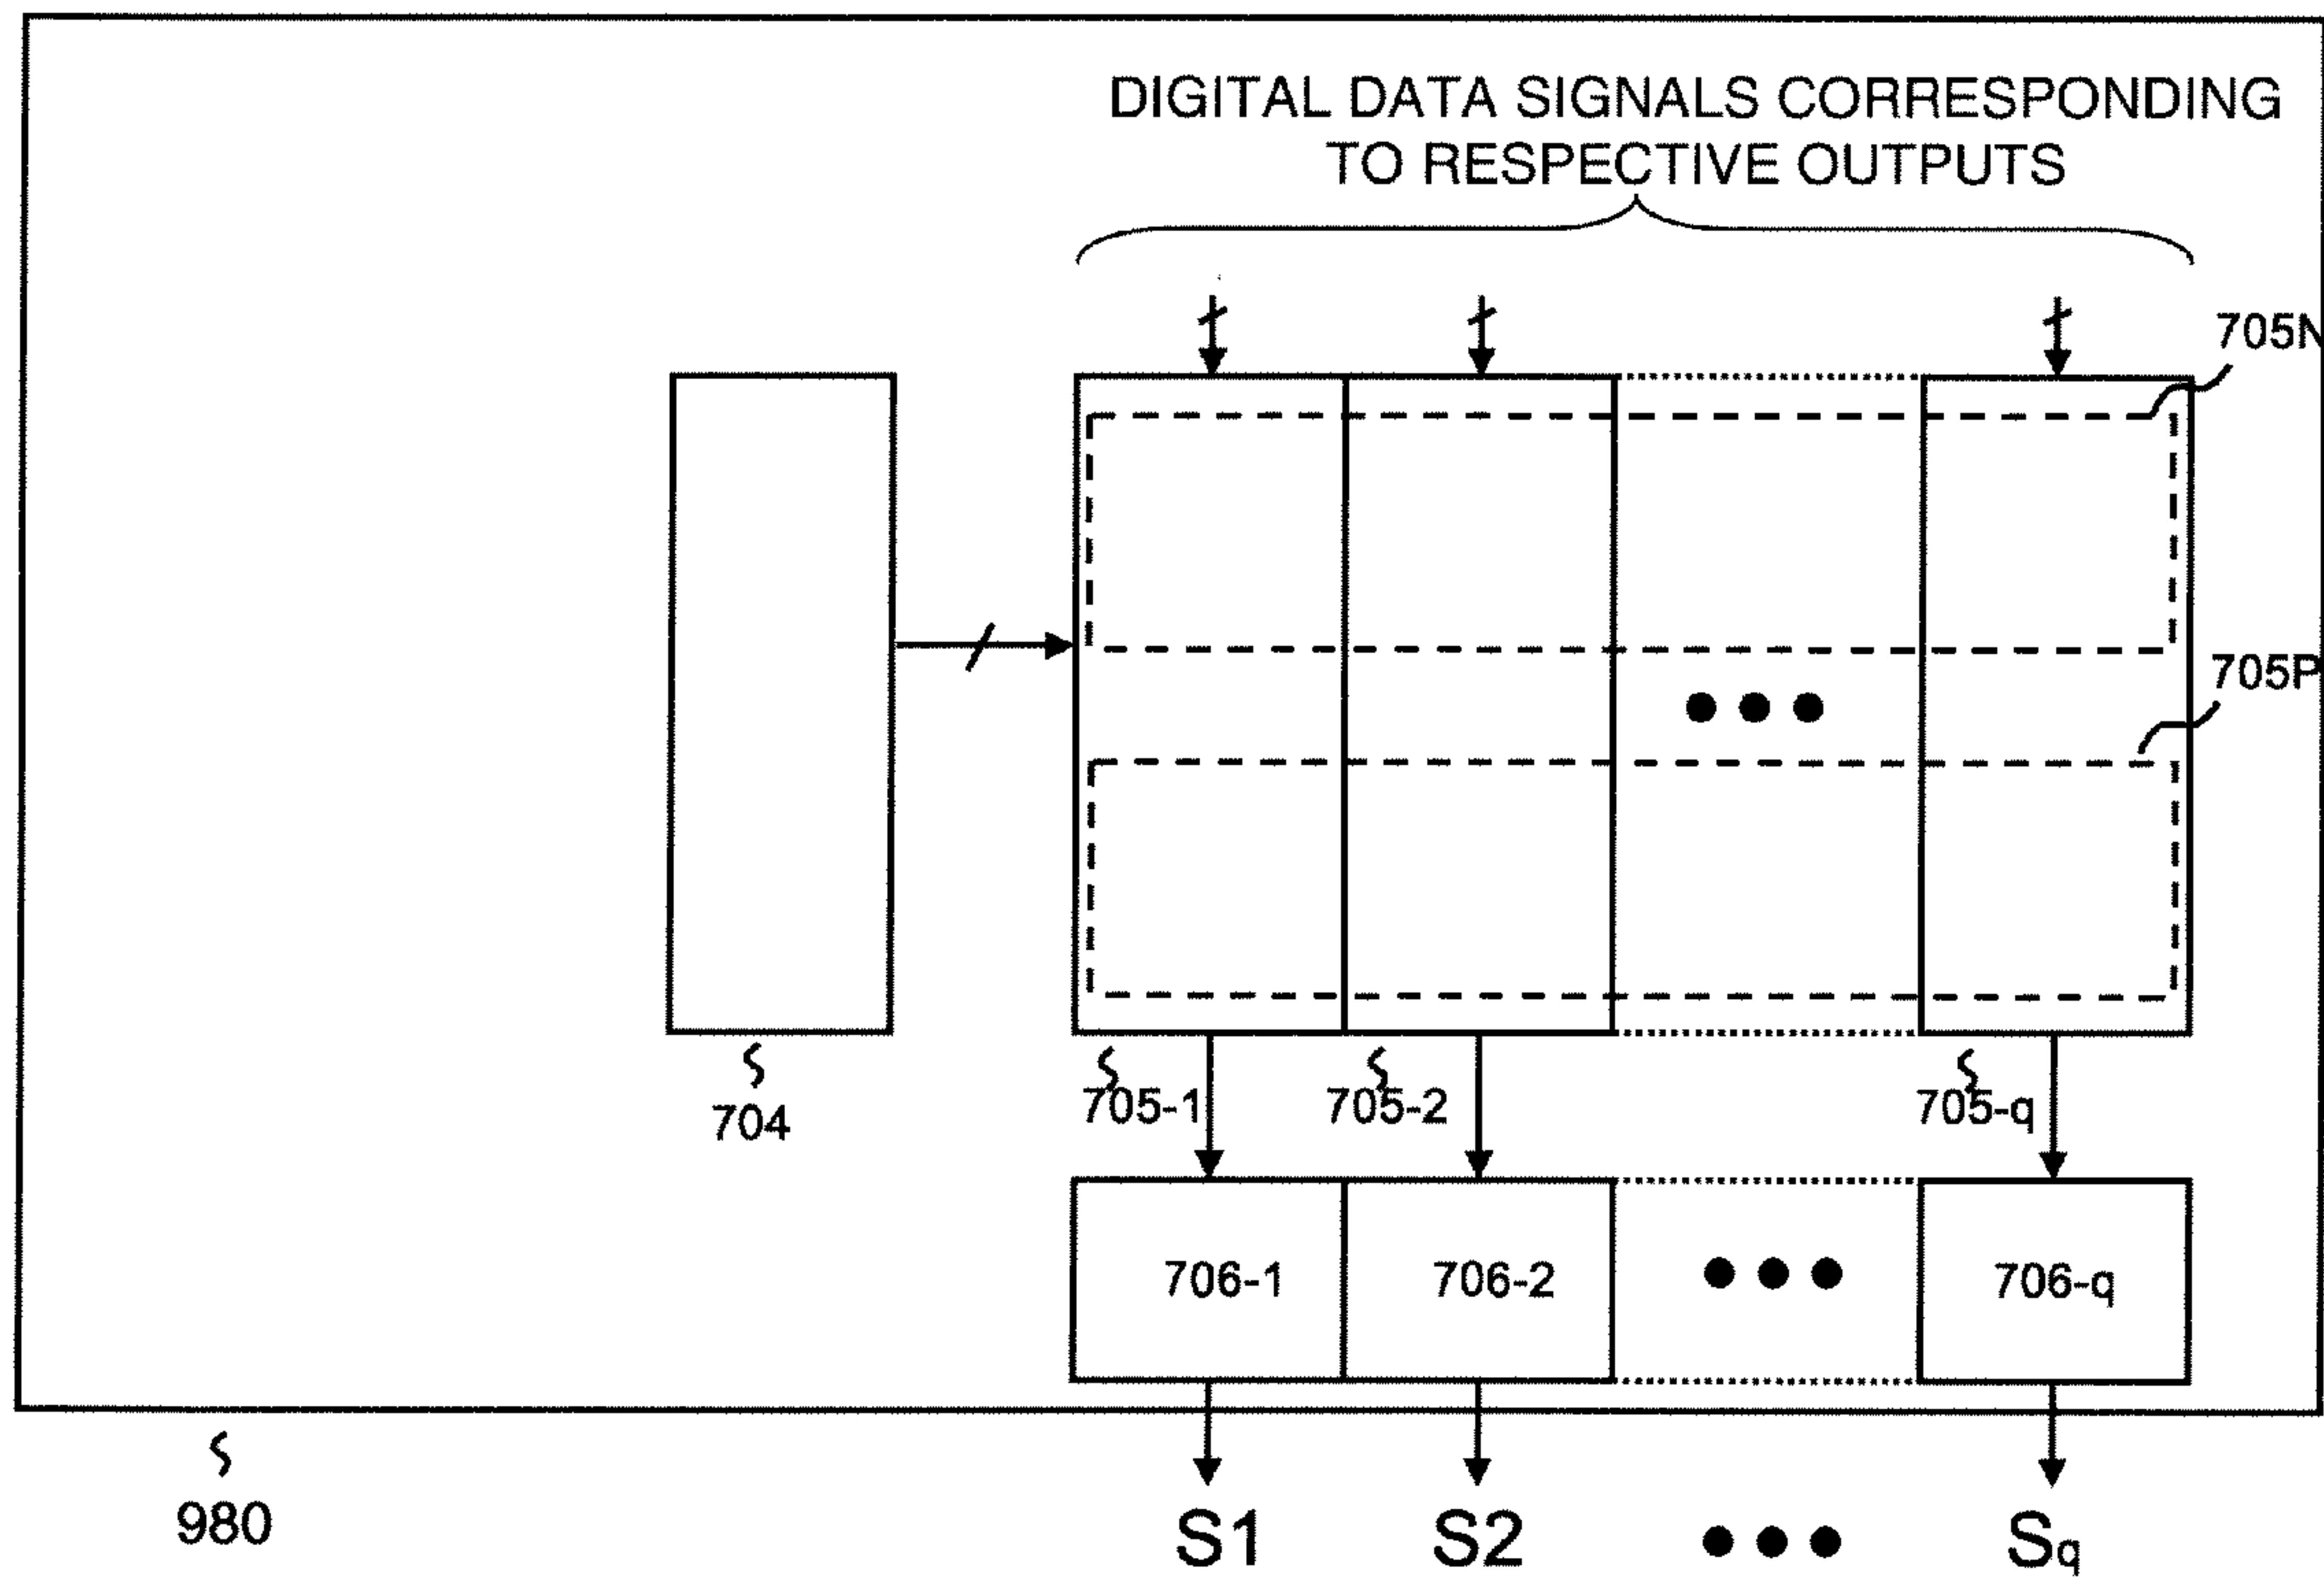 DIGITAL DATA SIGNALS CORRESPONDING
TO RESPECTIVE OUTPUTS
705N
705P
704
705-1
705-2
705-q
706-1
706-2
706-q
980
S1
S2
Sq